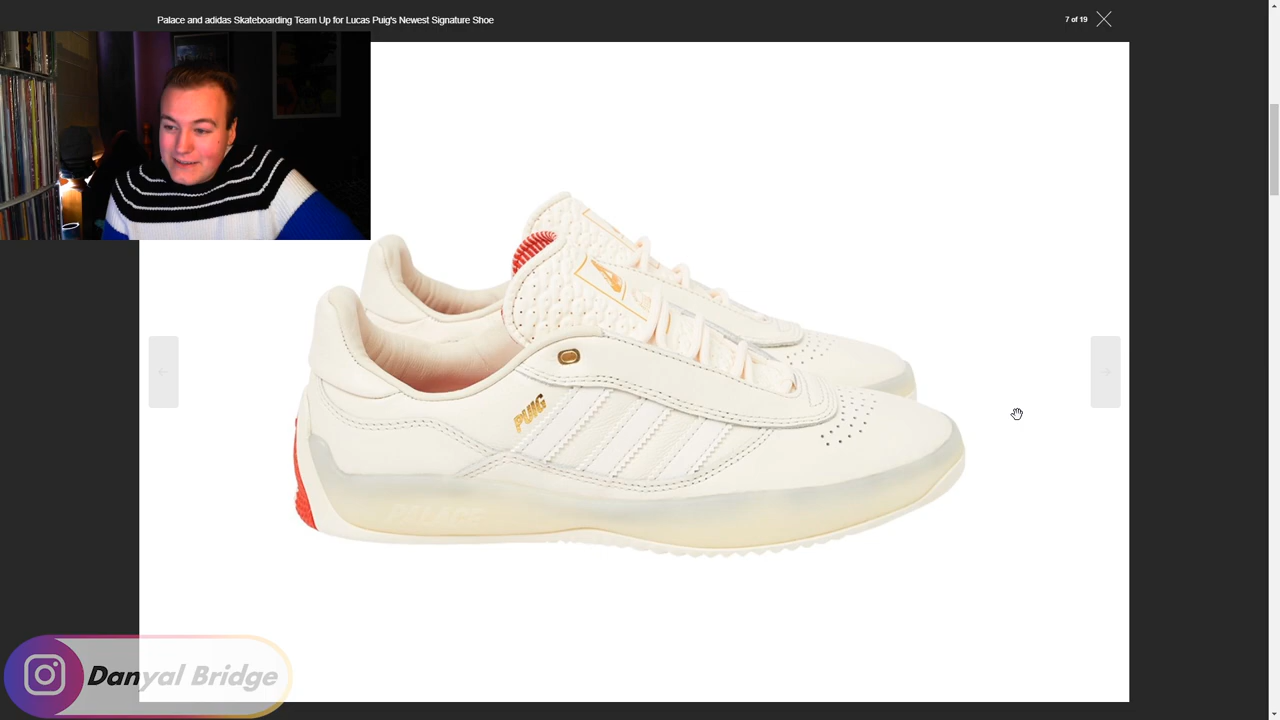 Palace and adidas Skateboarding Team Up for Lucas Puig's Newest Signature Shoe
7 of 19
PUIG
PALACE
Danyal Bridge